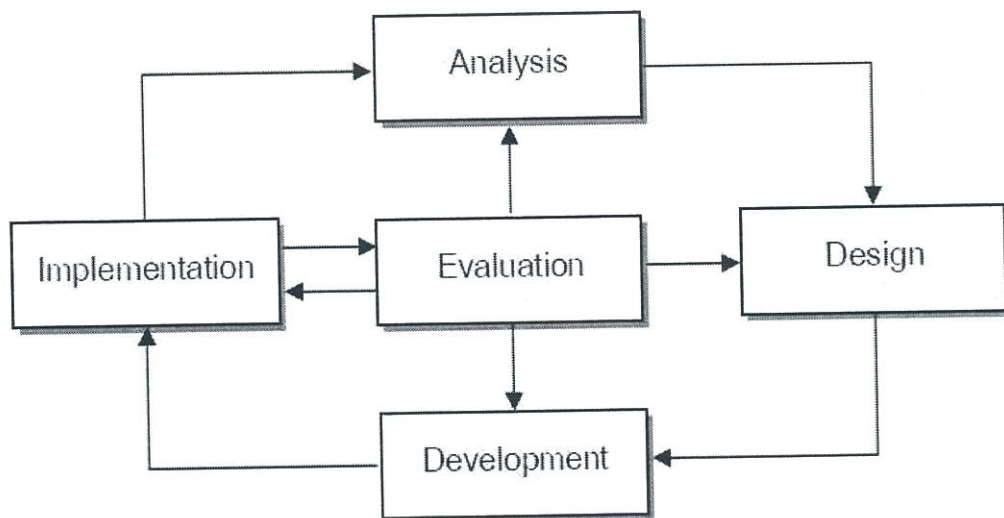 Analysis
Implementation
Evaluation
Design
Development